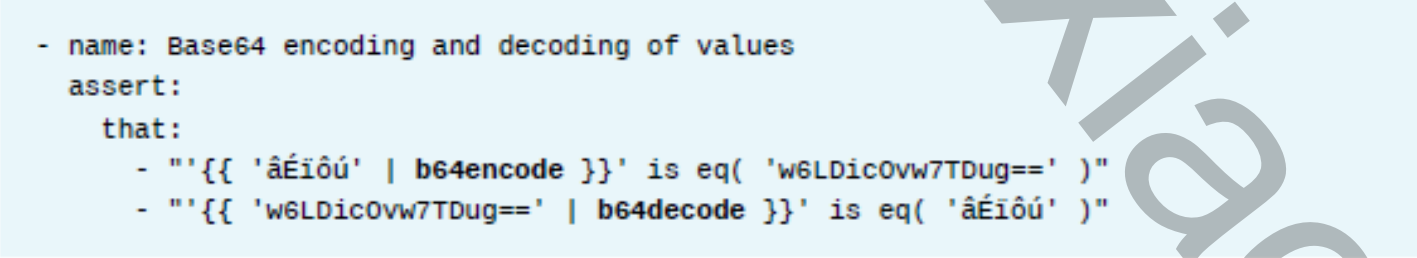 - name: Base64 encoding and decoding of values
  assert:
    that:
      - "'{{ 'âÉïôú' | b64encode }}' is eq( 'w6LDicOvw7TDug==' )"
      - "'{{ 'w6LDicOvw7TDug==' | b64decode }}' is eq( 'âÉïôú' )"